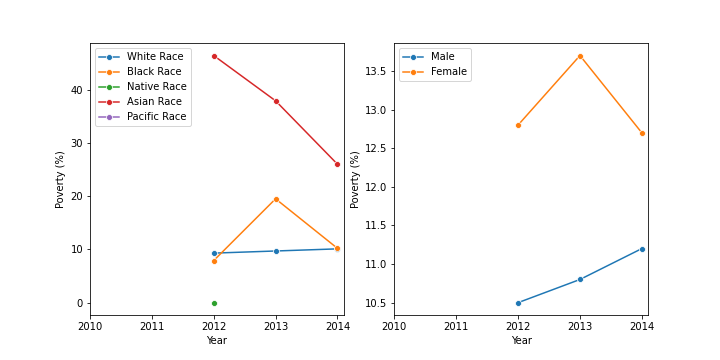 White Race
Black Race
Native Race
Asian Race
Pacific Race
Poverty (%)
40
30
20
10
0
2010 2011 2012 2013 2014
Year
Male
Female
Poverty (%)
13.5
13.0
12.5
12.0
11.5
11.0
10.5
2010 2011 2012 2013 2014
Year